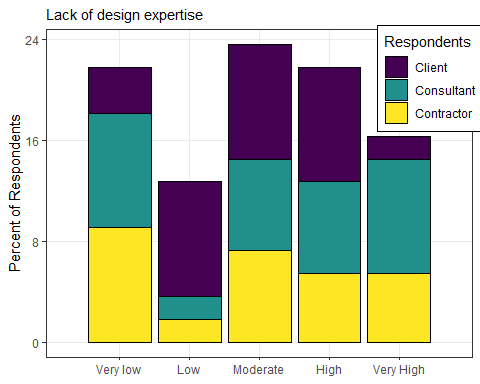 Lack of design expertise
Percent of Respondents
24
16
8
0
Respondents
Client
Consultant
Contractor
Very low
Low
Moderate
High
Very High